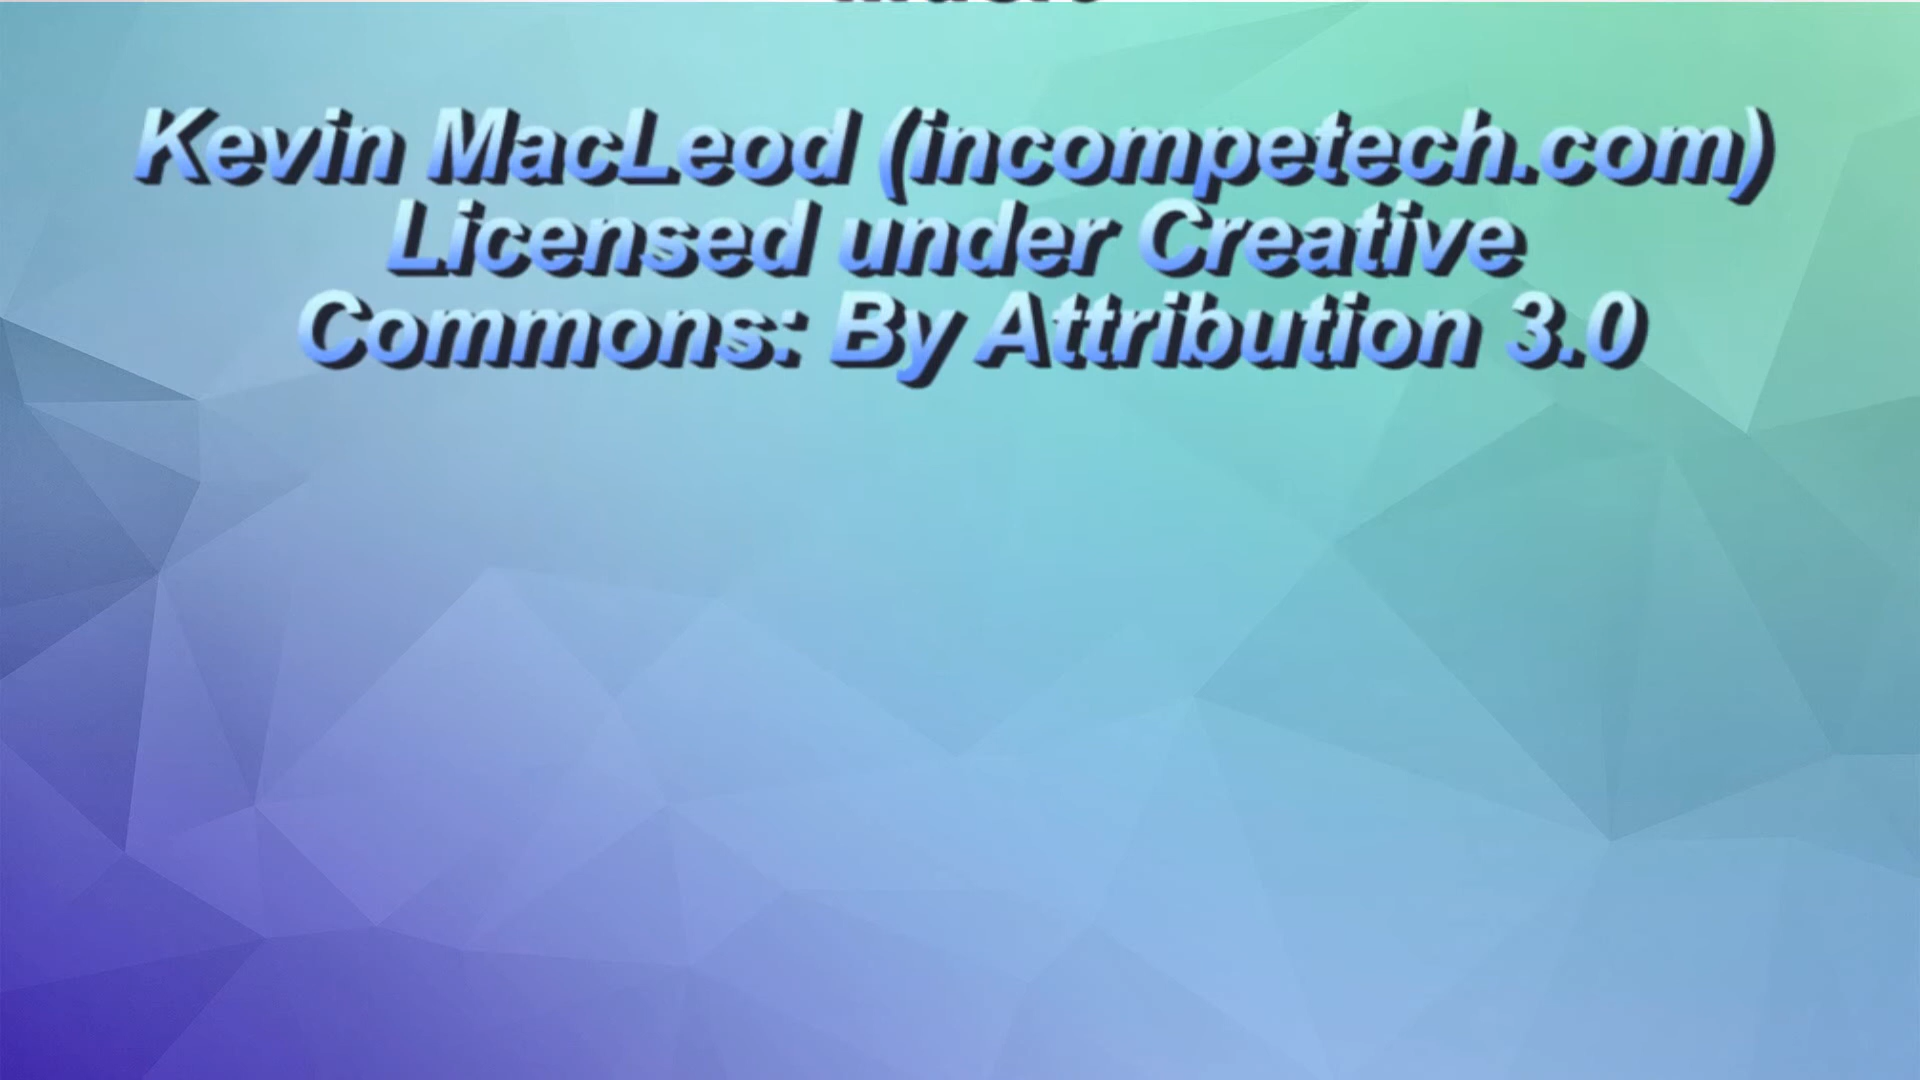 Kevin MacLeod (incompetech.com)
Licensed under Creative
Commons: By Attribution 3.0